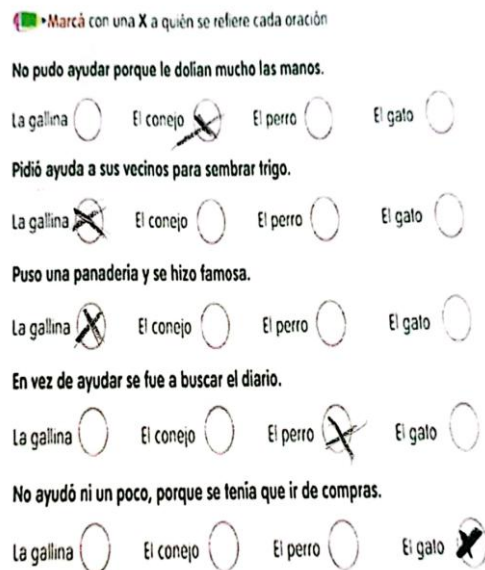 •Marcá con una X a quién se refiere cada oración
No pudo ayudar porque le dolían mucho las manos.
La gallina El conejo X El perro El gato
Pidió ayuda a sus vecinos para sembrar trigo.
La gallina X El conejo El perro El gato
Puso una panadería y se hizo famosa.
La gallina X El conejo El perro El gato
En vez de ayudar se fue a buscar el diario.
La gallina El conejo El perro X El gato
No ayudó ni un poco, porque se tenía que ir de compras.
La gallina El conejo El perro El gato X